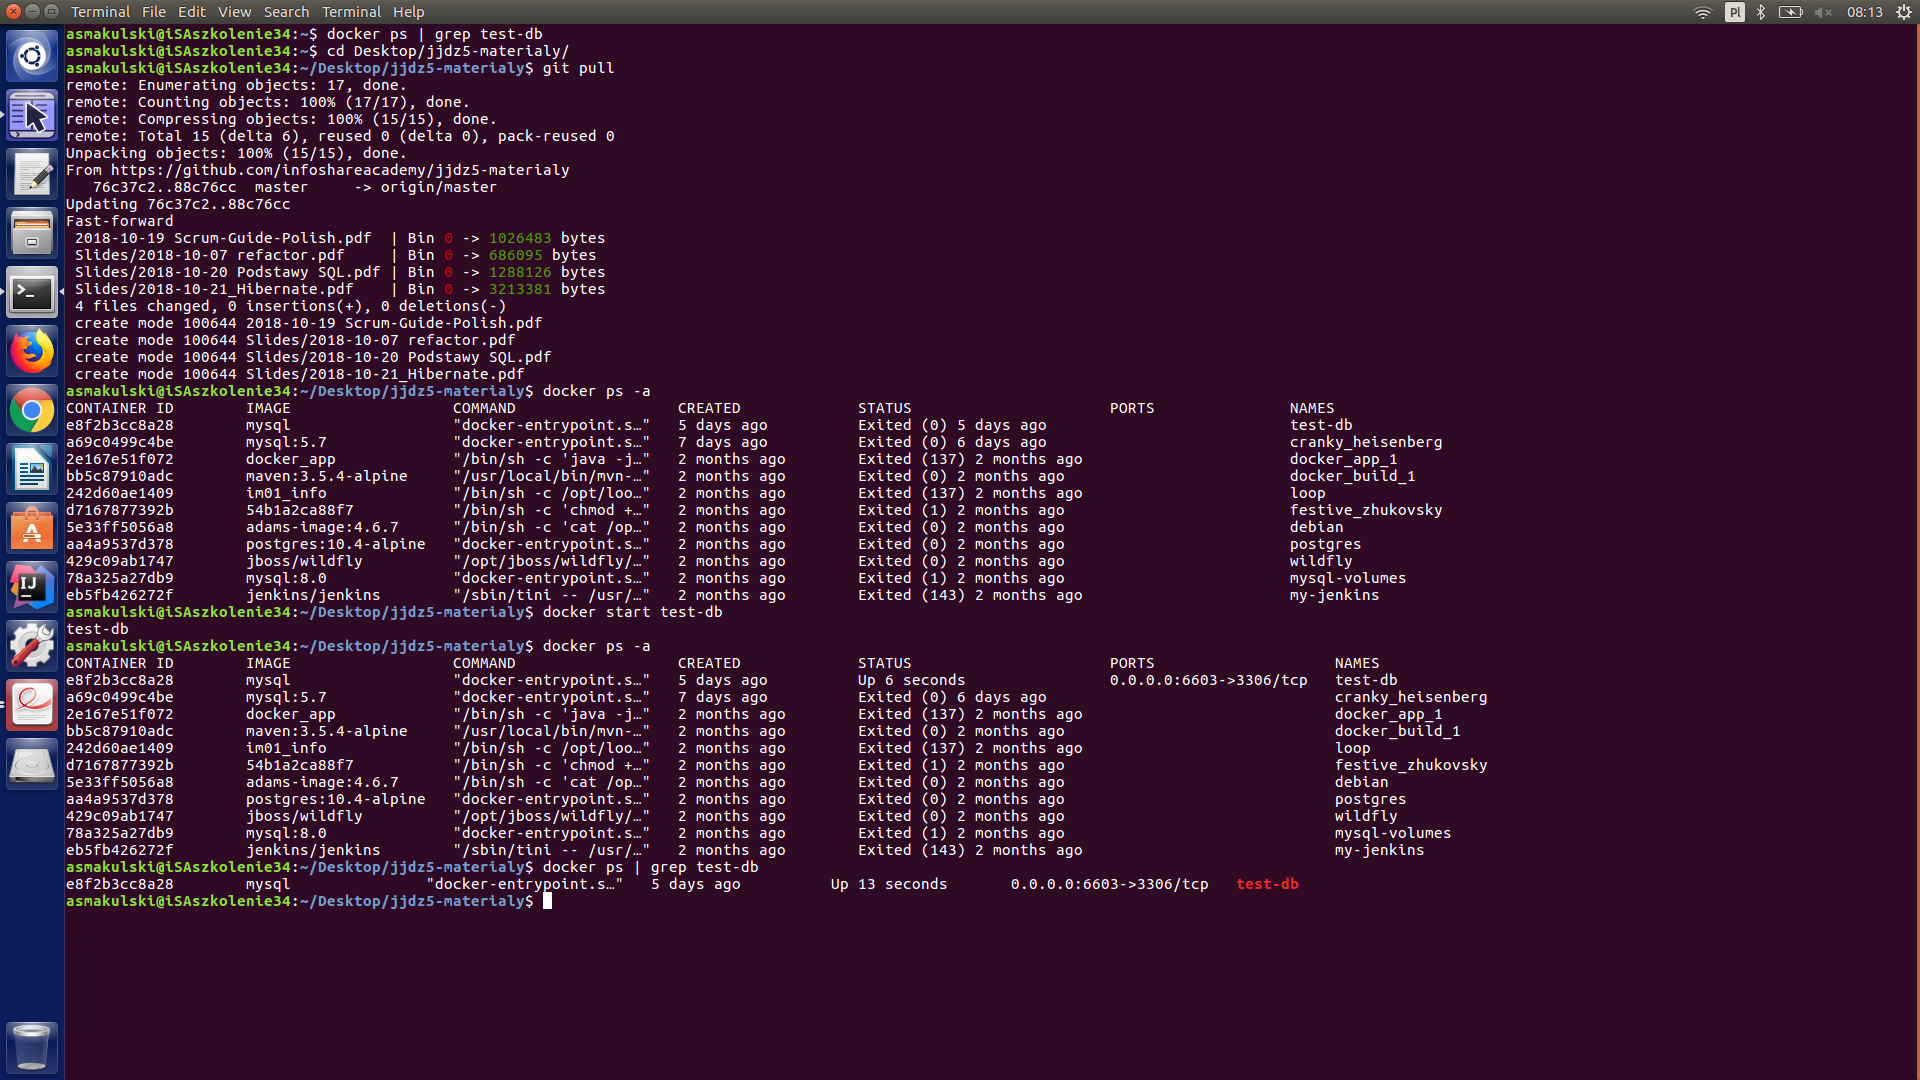 Terminal File Edit View Search Terminal Help Pl 08:13
asmakulski@iSAszkolenie34:~$ docker ps | grep test-db
asmakulski@iSAszkolenie34:~$ cd Desktop/jjdz5-materialy/
asmakulski@iSAszkolenie34:~/Desktop/jjdz5-materialy$ git pull
remote: Enumerating objects: 17, done.
remote: Counting objects: 100% (17/17), done.
remote: Compressing objects: 100% (15/15), done.
remote: Total 15 (delta 6), reused 0 (delta 0), pack-reused 0
Unpacking objects: 100% (15/15), done.
From https://github.com/infoshareacademy/jjdz5-materialy
   76c37c2..88c76cc  master     -> origin/master
Updating 76c37c2..88c76cc
Fast-forward
 2018-10-19 Scrum-Guide-Polish.pdf  | Bin 0 -> 1026483 bytes
 Slides/2018-10-07 refactor.pdf     | Bin 0 -> 686095 bytes
 Slides/2018-10-20 Podstawy SQL.pdf | Bin 0 -> 1288126 bytes
 Slides/2018-10-21_Hibernate.pdf    | Bin 0 -> 3213381 bytes
 4 files changed, 0 insertions(+), 0 deletions(-)
 create mode 100644 2018-10-19 Scrum-Guide-Polish.pdf
 create mode 100644 Slides/2018-10-07 refactor.pdf
 create mode 100644 Slides/2018-10-20 Podstawy SQL.pdf
 create mode 100644 Slides/2018-10-21_Hibernate.pdf
asmakulski@iSAszkolenie34:~/Desktop/jjdz5-materialy$ docker ps -a
CONTAINER ID        IMAGE                  COMMAND                  CREATED             STATUS                      PORTS               NAMES
e8f2b3cc8a28        mysql                  "docker-entrypoint.s…"   5 days ago          Exited (0) 5 days ago                           test-db
a69c0499c4be        mysql:5.7              "docker-entrypoint.s…"   7 days ago          Exited (0) 6 days ago                           cranky_heisenberg
2e167e51f072        docker_app             "/bin/sh -c 'java -j…"   2 months ago        Exited (137) 2 months ago                       docker_app_1
bb5c87910adc        maven:3.5.4-alpine     "/usr/local/bin/mvn-…"   2 months ago        Exited (0) 2 months ago                         docker_build_1
242d60ae1409        im01_info              "/bin/sh -c /opt/loo…"   2 months ago        Exited (137) 2 months ago                       loop
d7167877392b        54b1a2ca88f7           "/bin/sh -c 'chmod +…"   2 months ago        Exited (1) 2 months ago                         festive_zhukovsky
5e33ff5056a8        adams-image:4.6.7      "/bin/sh -c 'cat /op…"   2 months ago        Exited (0) 2 months ago                         debian
aa4a9537d378        postgres:10.4-alpine   "docker-entrypoint.s…"   2 months ago        Exited (0) 2 months ago                         postgres
429c09ab1747        jboss/wildfly          "/opt/jboss/wildfly/…"   2 months ago        Exited (0) 2 months ago                         wildfly
78a325a27db9        mysql:8.0              "docker-entrypoint.s…"   2 months ago        Exited (1) 2 months ago                         mysql-volumes
eb5fb426272f        jenkins/jenkins        "/sbin/tini -- /usr/…"   2 months ago        Exited (143) 2 months ago                       my-jenkins
asmakulski@iSAszkolenie34:~/Desktop/jjdz5-materialy$ docker start test-db
test-db
asmakulski@iSAszkolenie34:~/Desktop/jjdz5-materialy$ docker ps -a
CONTAINER ID        IMAGE                  COMMAND                  CREATED             STATUS                      PORTS                    NAMES
e8f2b3cc8a28        mysql                  "docker-entrypoint.s…"   5 days ago          Up 6 seconds                0.0.0.0:6603->3306/tcp   test-db
a69c0499c4be        mysql:5.7              "docker-entrypoint.s…"   7 days ago          Exited (0) 6 days ago                                cranky_heisenberg
2e167e51f072        docker_app             "/bin/sh -c 'java -j…"   2 months ago        Exited (137) 2 months ago                            docker_app_1
bb5c87910adc        maven:3.5.4-alpine     "/usr/local/bin/mvn-…"   2 months ago        Exited (0) 2 months ago                              docker_build_1
242d60ae1409        im01_info              "/bin/sh -c /opt/loo…"   2 months ago        Exited (137) 2 months ago                            loop
d7167877392b        54b1a2ca88f7           "/bin/sh -c 'chmod +…"   2 months ago        Exited (1) 2 months ago                              festive_zhukovsky
5e33ff5056a8        adams-image:4.6.7      "/bin/sh -c 'cat /op…"   2 months ago        Exited (0) 2 months ago                              debian
aa4a9537d378        postgres:10.4-alpine   "docker-entrypoint.s…"   2 months ago        Exited (0) 2 months ago                              postgres
429c09ab1747        jboss/wildfly          "/opt/jboss/wildfly/…"   2 months ago        Exited (0) 2 months ago                              wildfly
78a325a27db9        mysql:8.0              "docker-entrypoint.s…"   2 months ago        Exited (1) 2 months ago                              mysql-volumes
eb5fb426272f        jenkins/jenkins        "/sbin/tini -- /usr/…"   2 months ago        Exited (143) 2 months ago                            my-jenkins
asmakulski@iSAszkolenie34:~/Desktop/jjdz5-materialy$ docker ps | grep test-db
e8f2b3cc8a28        mysql               "docker-entrypoint.s…"   5 days ago          Up 13 seconds       0.0.0.0:6603->3306/tcp   test-db
asmakulski@iSAszkolenie34:~/Desktop/jjdz5-materialy$